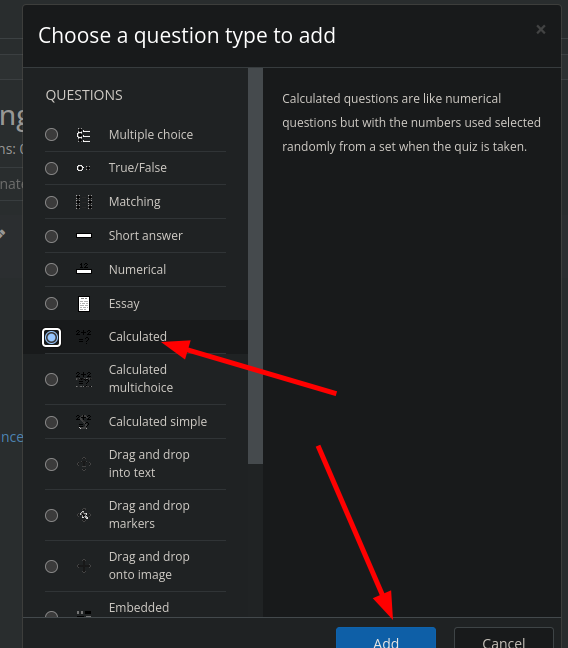 Choose a question type to add
×
QUESTIONS
Multiple choice
True/False
Matching
Short answer
Numerical
Essay
Calculated
Calculated
multichoice
Calculated simple
Drag and drop
into text
Drag and drop
markers
Drag and drop
onto image
Embedded
Calculated questions are like numerical
questions but with the numbers used selected
randomly from a set when the quiz is taken.
Add
Cancel